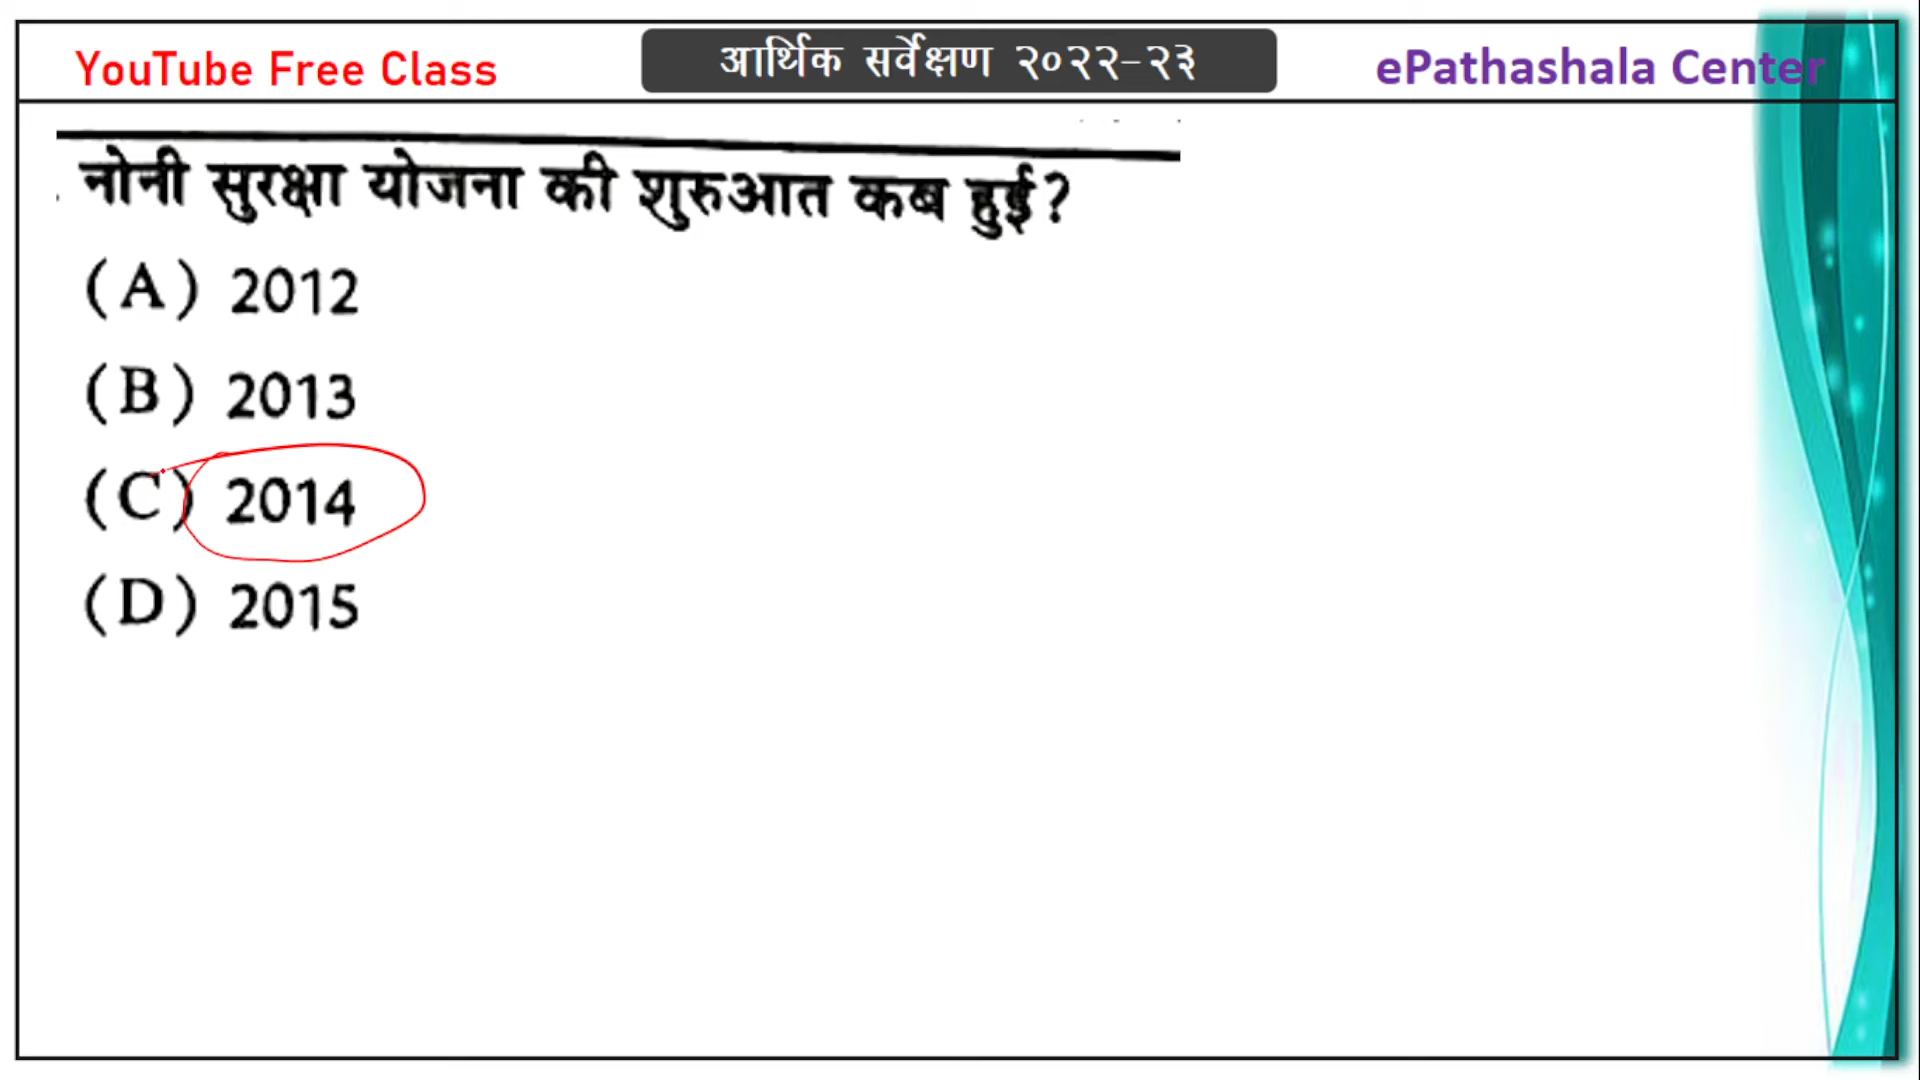 YouTube Free Class
आर्थिक सर्वेक्षण २०२२-२३
ePathashala Center
नोनी सुरक्षा योजना की शुरुआत कब हुई?
(A) 2012
(B) 2013
(C) 2014
(D) 2015